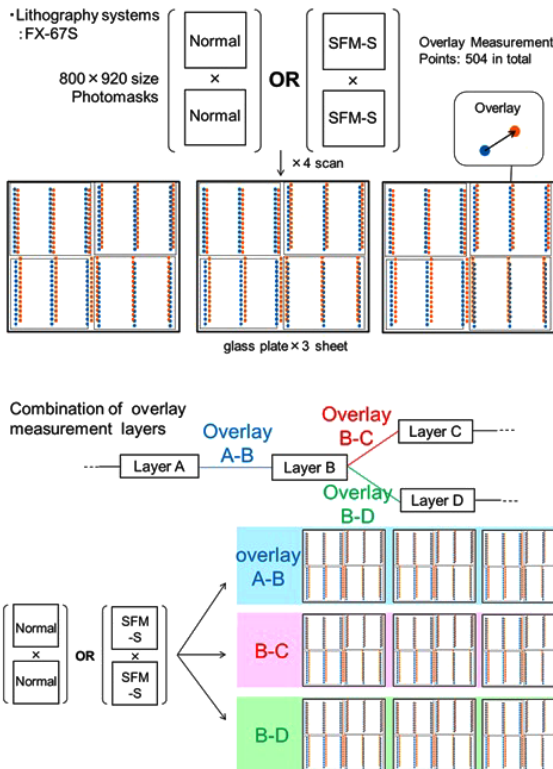 ・Lithography systems
:FX-67S
800×920 size
Photomasks
Normal
×
Normal
OR
SFM-S
×
SFM-S
Overlay Measurement
Points: 504 in total
Overlay
×4 scan
glass plate×3 sheet
Combination of overlay
measurement layers
Overlay
A-B
Overlay
B-C
Overlay
B-D
Layer A
Layer B
Layer C
Layer D
Normal
×
Normal
OR
SFM
-S
×
SFM
-S
overlay
A-B
B-C
B-D